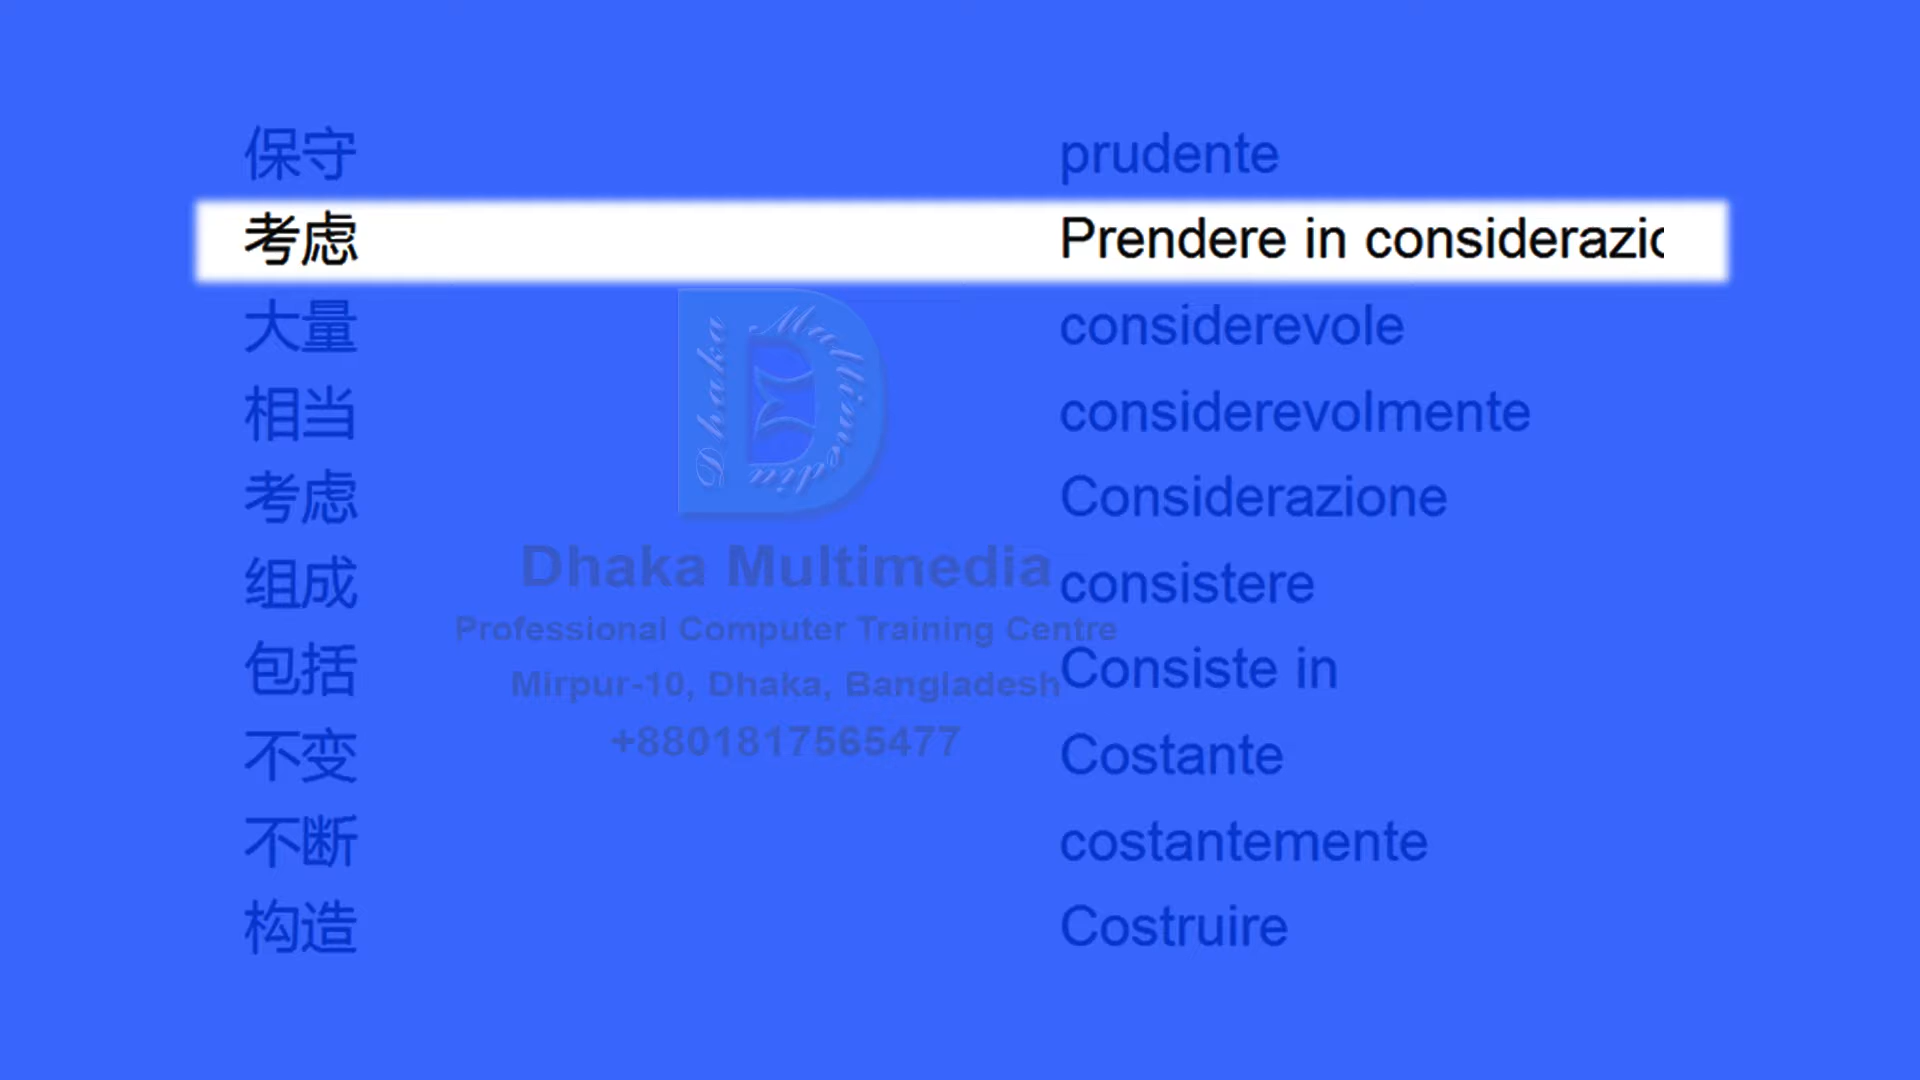 保守 prudente
考虑 Prendere in considerazio
大量 considerevole
相当 considerevolmente
考虑 Considerazione
组成 consistere
包括 Consiste in
不变 Costante
不断 costantemente
构造 Costruire
Dhaka Multimedia
Dhaka Multimedia
Professional Computer Training Centre
Mirpur-10, Dhaka, Bangladesh
+8801817565477